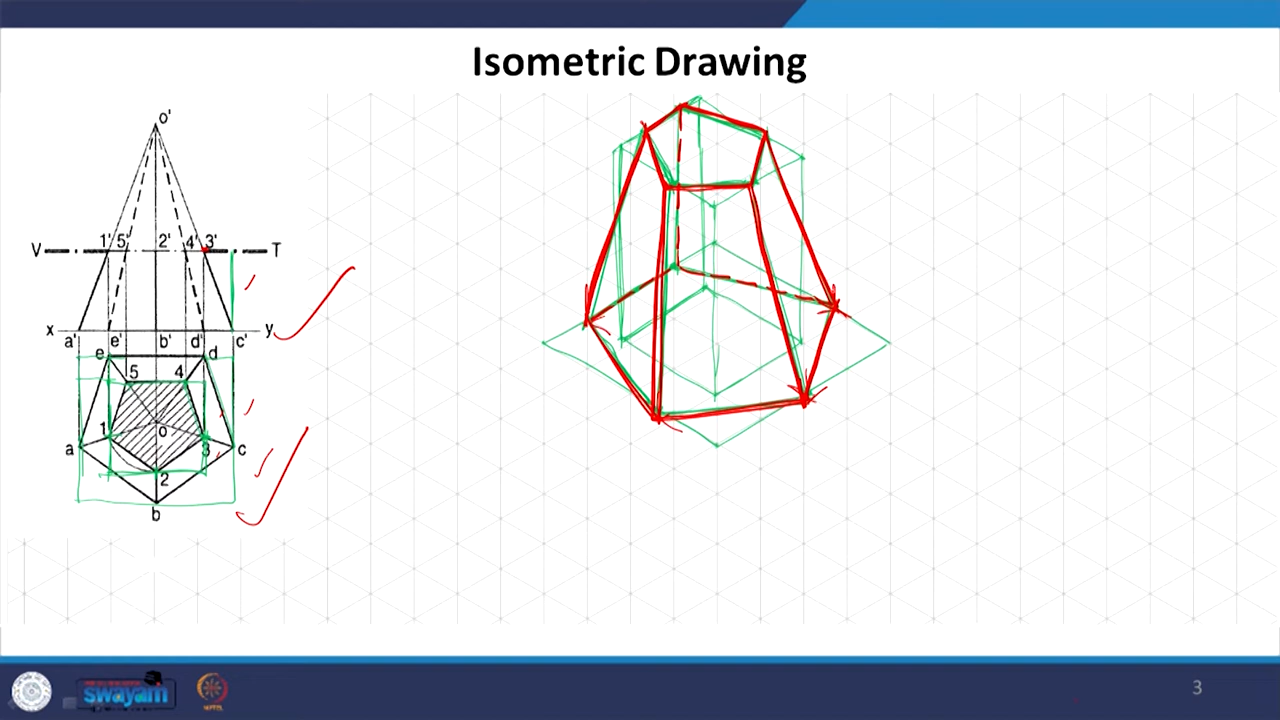 Isometric Drawing
o'
V 1' 5' 2' 4' 3' T
x y
a' e' b' d' c'
e d
5 4
1 o 3
a c
2
b
3
swayam